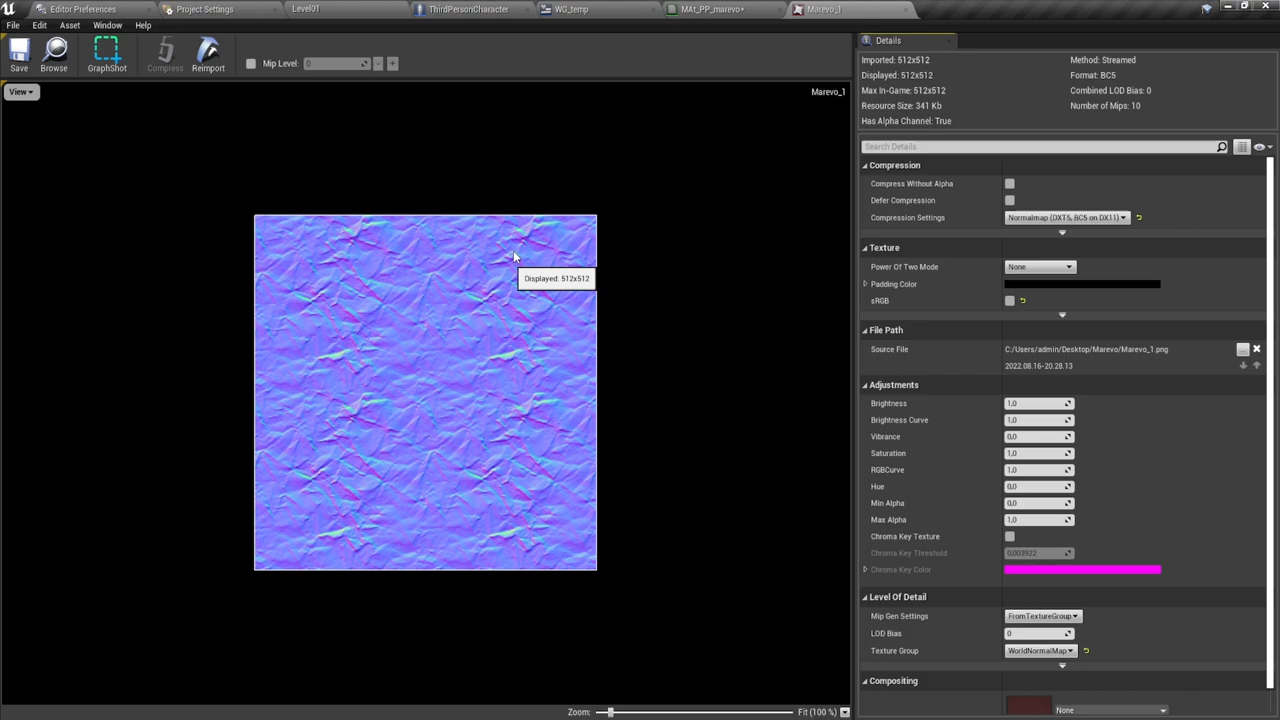 Editor Preferences
Project Settings
Level01
ThirdPersonCharacter
WG_temp
MAt_PP_marevo*
Marevo_1
File Edit Asset Window Help
Save
Browse
GraphShot
Compress
Reimport
Mip Level: 0
View
Marevo_1
Displayed: 512x512
Zoom:
Fit (100 %)
Details
Imported: 512x512
Method: Streamed
Displayed: 512x512
Format: BC5
Max In-Game: 512x512
Combined LOD Bias: 0
Resource Size: 341 Kb
Number of Mips: 10
Has Alpha Channel: True
Search Details
Compression
Compress Without Alpha
Defer Compression
Compression Settings Normalmap (DXT5, BC5 on DX11)
Texture
Power Of Two Mode None
Padding Color
sRGB
File Path
Source File C:/Users/admin/Desktop/Marevo/Marevo_1.png
...
2022.08.16-20.28.13
Adjustments
Brightness 1,0
Brightness Curve 1,0
Vibrance 0,0
Saturation 1,0
RGBCurve 1,0
Hue 0,0
Min Alpha 0,0
Max Alpha 1,0
Chroma Key Texture
Chroma Key Threshold 0,003922
Chroma Key Color
Level Of Detail
Mip Gen Settings FromTextureGroup
LOD Bias 0
Texture Group WorldNormalMap
Compositing
None